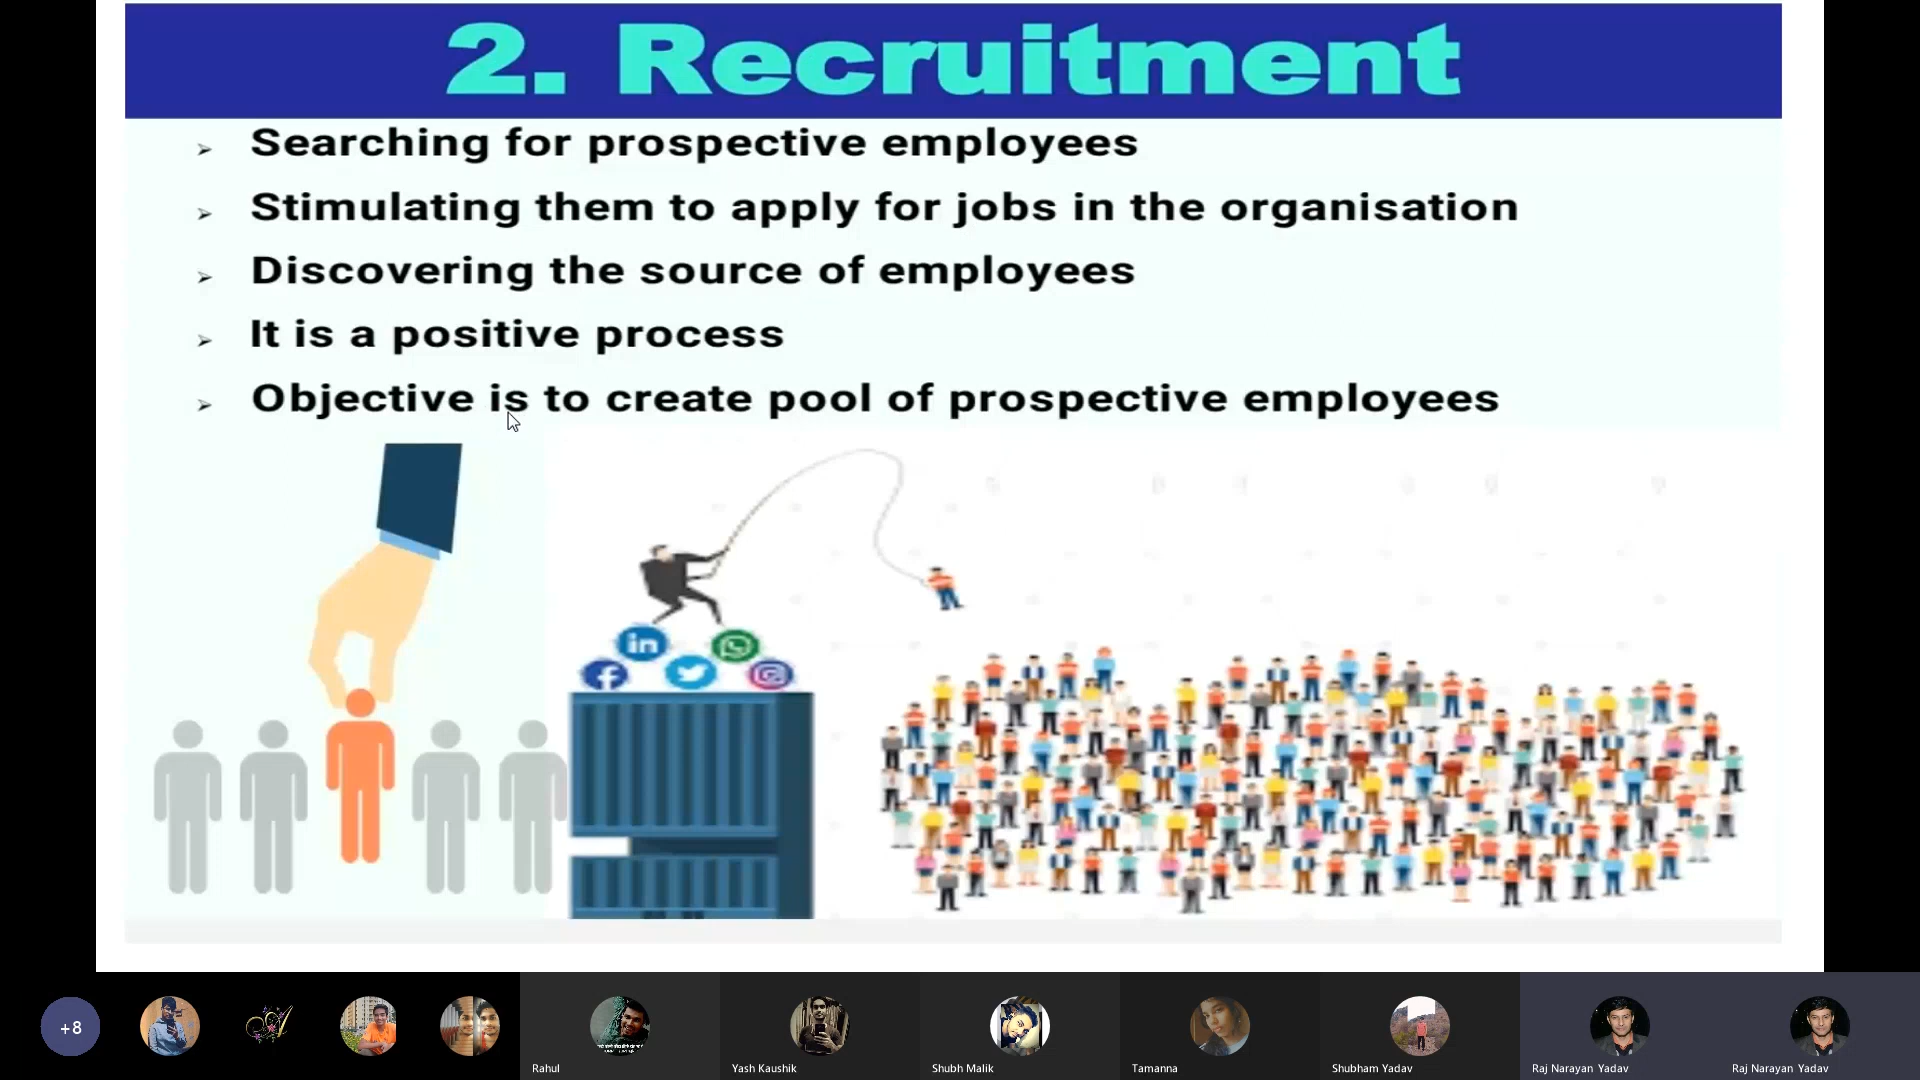 2. Recruitment
Searching for prospective employees
Stimulating them to apply for jobs in the organisation
Discovering the source of employees
It is a positive process
Objective is to create pool of prospective employees
in
+8
Rahul
Yash Kaushik
Shubh Malik
Tamanna
Shubham Yadav
Raj Narayan Yadav
Raj Narayan Yadav